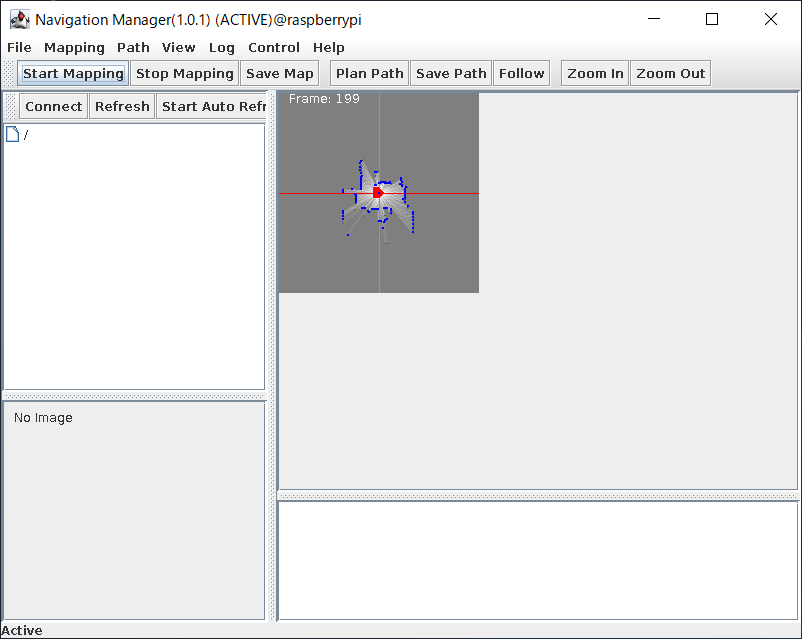 Navigation Manager(1.0.1) (ACTIVE)@raspberrypi
File Mapping Path View Log Control Help
Start Mapping Stop Mapping Save Map Plan Path Save Path Follow Zoom In Zoom Out
Connect Refresh Start Auto Refr
Frame: 199
/
No Image
Active